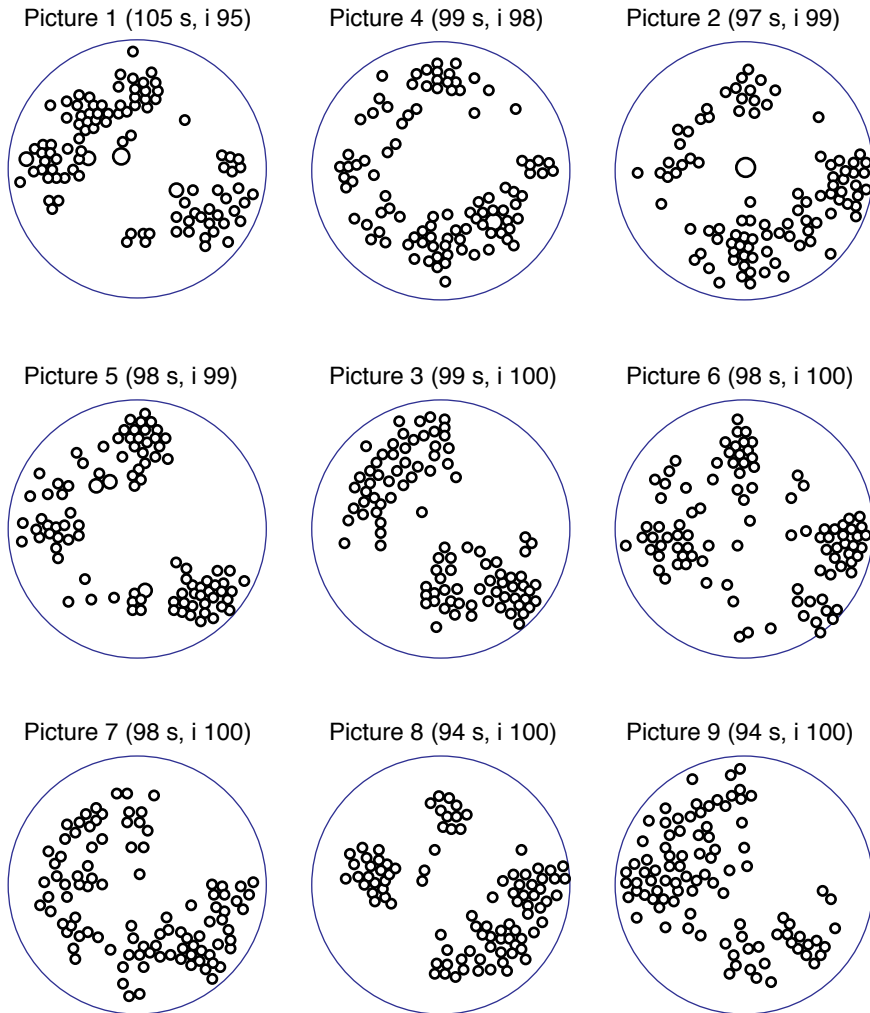 Picture 1 (105 s, i 95)
Picture 4 (99 s, i 98)
Picture 2 (97 s, i 99)
Picture 5 (98 s, i 99)
Picture 3 (99 s, i 100)
Picture 6 (98 s, i 100)
Picture 7 (98 s, i 100)
Picture 8 (94 s, i 100)
Picture 9 (94 s, i 100)